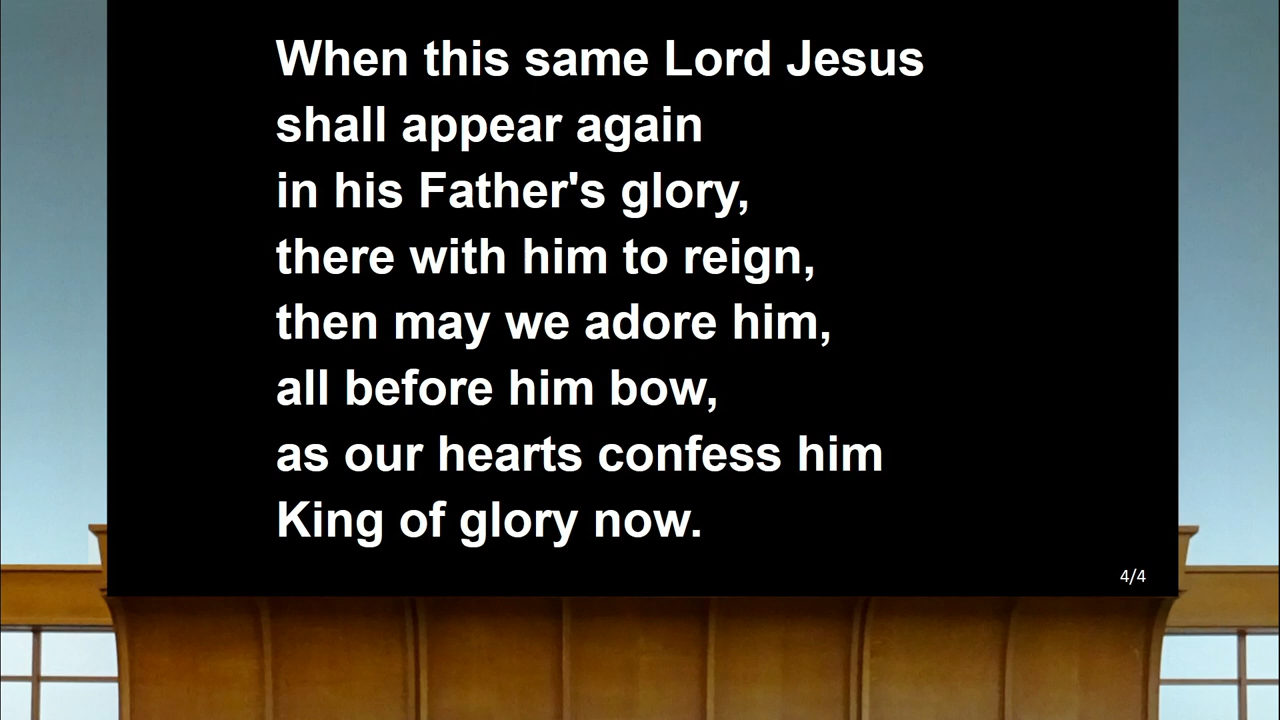 When this same Lord Jesus
shall appear again
in his Father's glory,
there with him to reign,
then may we adore him,
all before him bow,
as our hearts confess him
King of glory now.
4/4